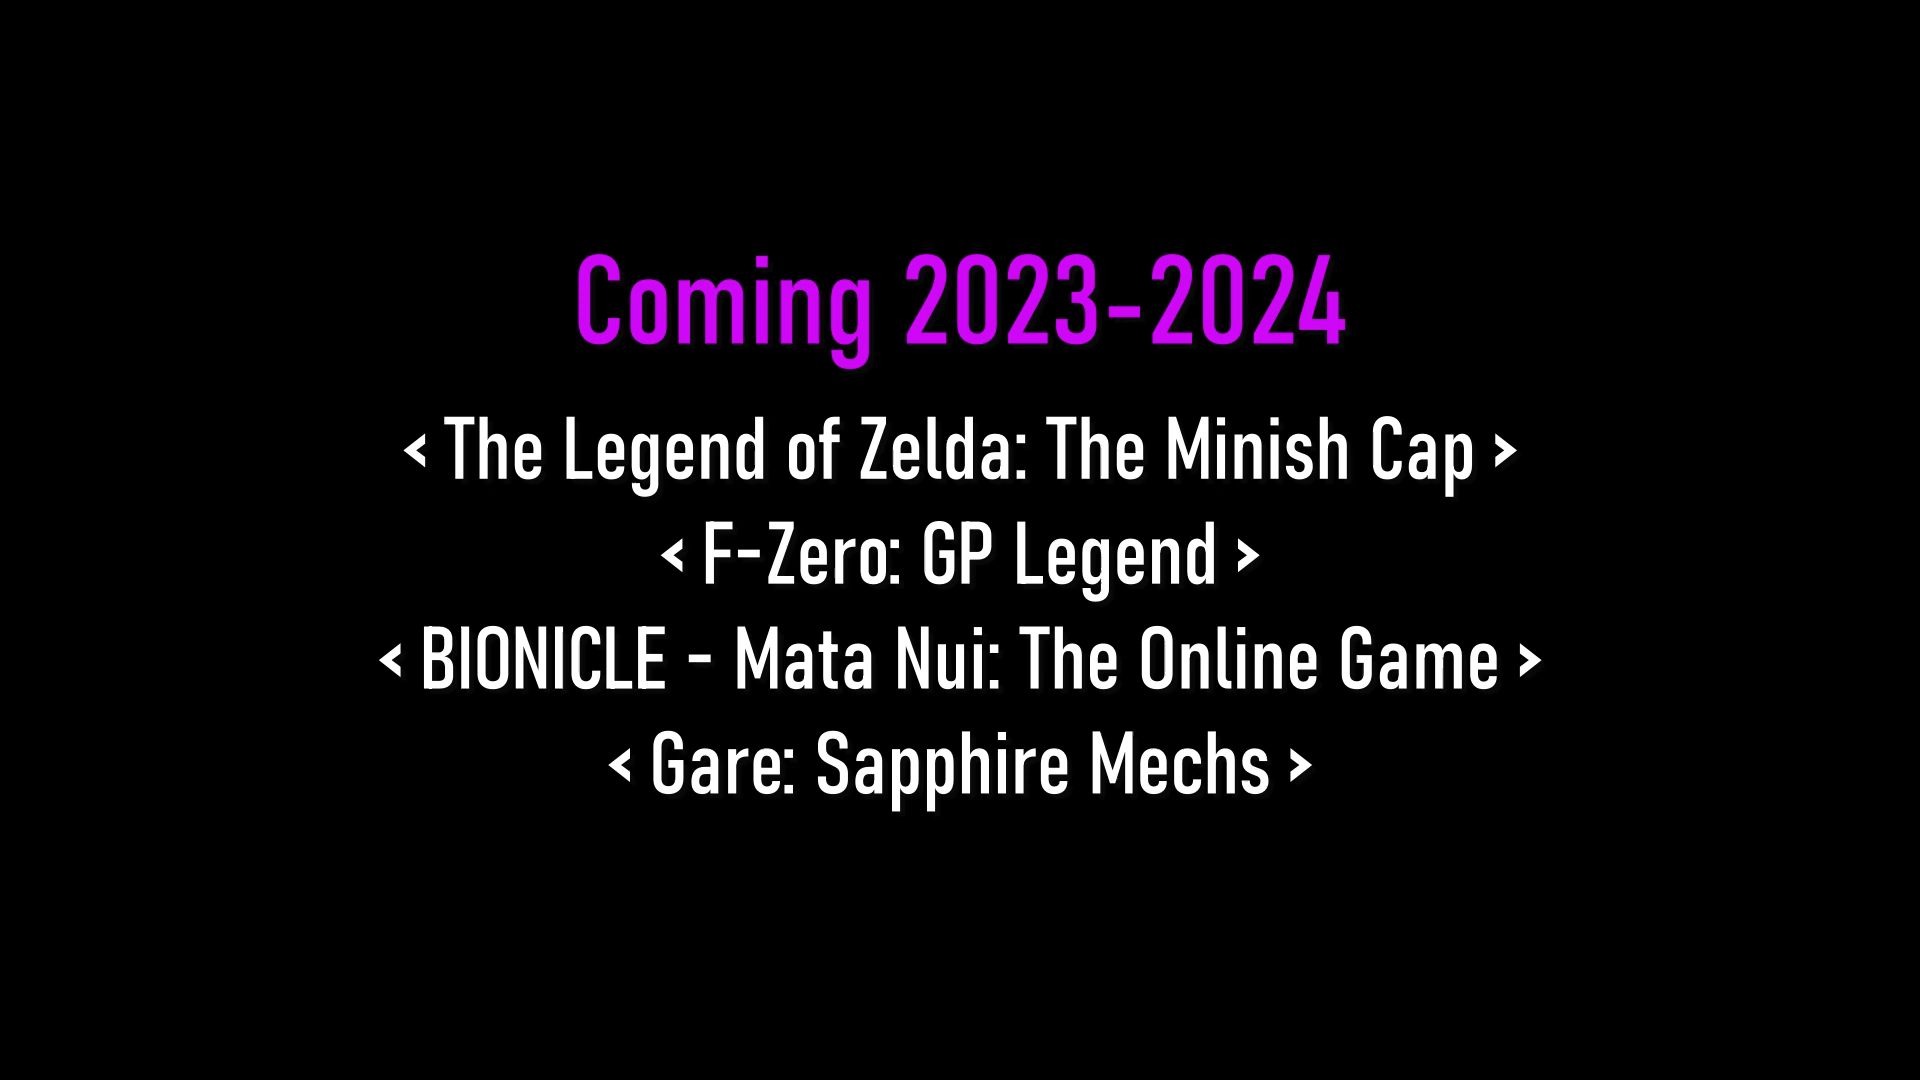 Coming 2023-2024
< The Legend of Zelda: The Minish Cap >
< F-Zero: GP Legend >
< BIONICLE - Mata Nui: The Online Game >
< Gare: Sapphire Mechs >